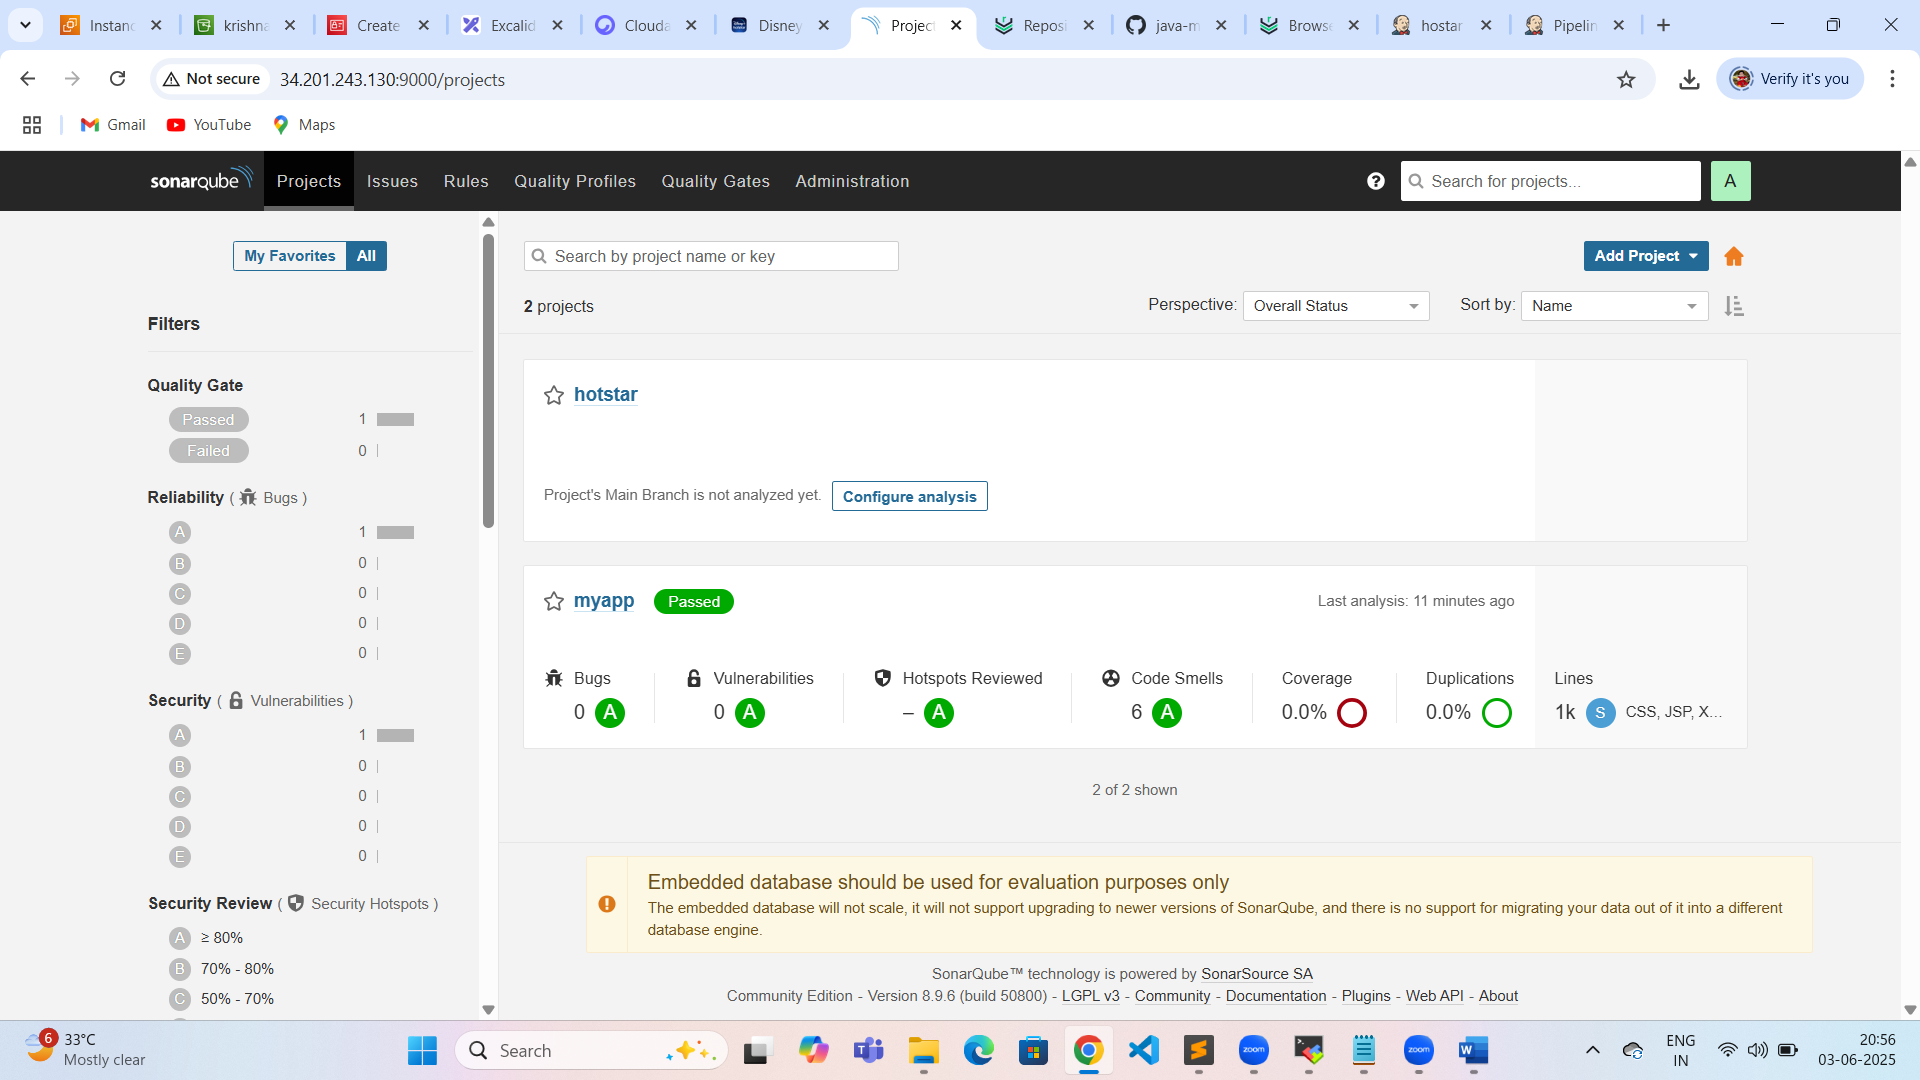 Instanc
krishna
Create
Excalid
Clouda
Disney
Project
Reposi
java-m
Browse
hostar
Pipelin
Not secure
34.201.243.130:9000/projects
Verify it's you
Gmail
YouTube
Maps
sonarqube
Projects
Issues
Rules
Quality Profiles
Quality Gates
Administration
?
Search for projects...
A
My Favorites
All
Search by project name or key
Add Project
2 projects
Perspective:
Overall Status
Sort by:
Name
Filters
Quality Gate
Passed 1
Failed 0
Reliability ( Bugs )
A 1
B 0
C 0
D 0
E 0
Security ( Vulnerabilities )
A 1
B 0
C 0
D 0
E 0
Security Review ( Security Hotspots )
A ≥ 80%
B 70% - 80%
C 50% - 70%
hotstar
Project's Main Branch is not analyzed yet.
Configure analysis
myapp
Passed
Last analysis: 11 minutes ago
Bugs
Vulnerabilities
Hotspots Reviewed
Code Smells
Coverage
Duplications
Lines
0 A
0 A
– A
6 A
0.0%
0.0%
1k S CSS, JSP, X...
2 of 2 shown
Embedded database should be used for evaluation purposes only
The embedded database will not scale, it will not support upgrading to newer versions of SonarQube, and there is no support for migrating your data out of it into a different
database engine.
SonarQube™ technology is powered by SonarSource SA
Community Edition - Version 8.9.6 (build 50800) - LGPL v3 - Community - Documentation - Plugins - Web API - About
6
33°C
Mostly clear
Search
zoom
zoom
W
ENG
IN
20:56
03-06-2025